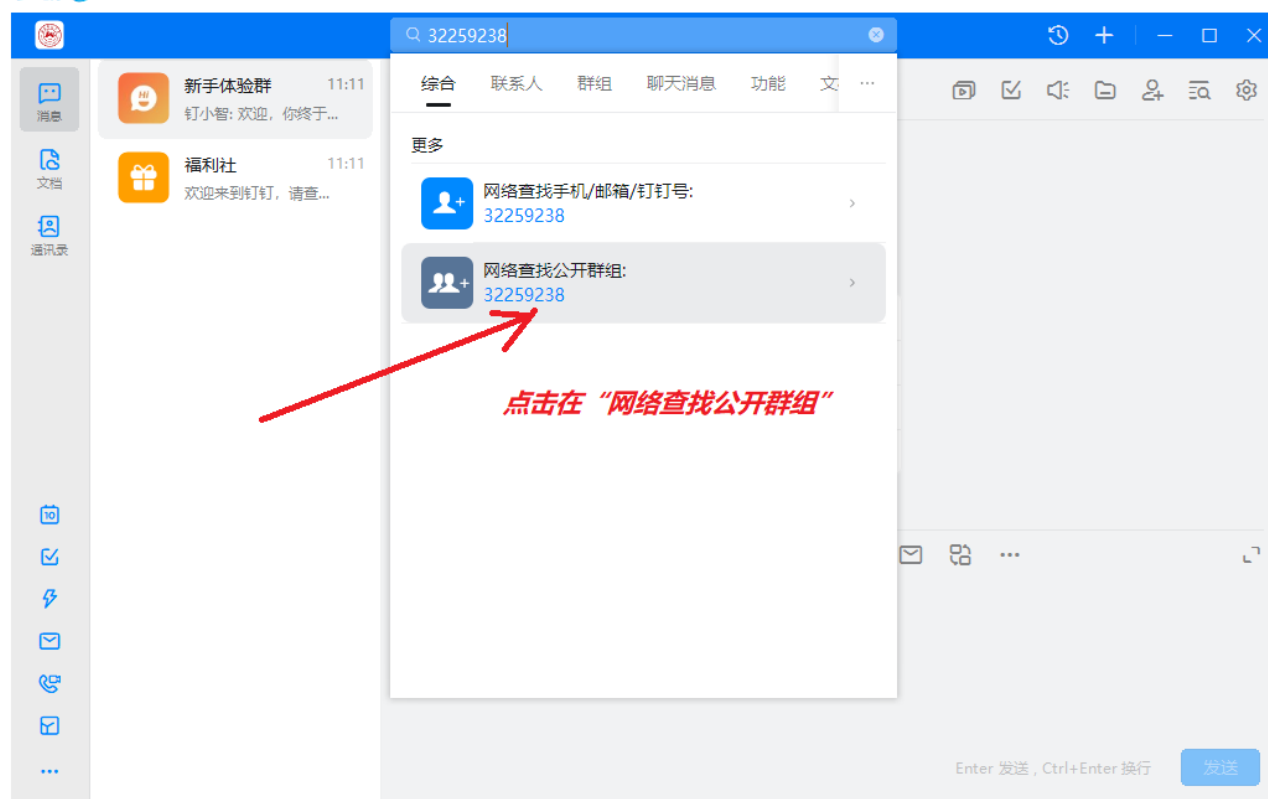 32259238
消息
文档
通讯录
新手体验群 11:11
钉小智: 欢迎，你终于...
福利社 11:11
欢迎来到钉钉，请查...
综合 联系人 群组 聊天消息 功能 文 ...
更多
网络查找手机/邮箱/钉钉号:
32259238
网络查找公开群组:
32259238
点击在“网络查找公开群组”
10
Enter 发送 , Ctrl+Enter 换行
发送